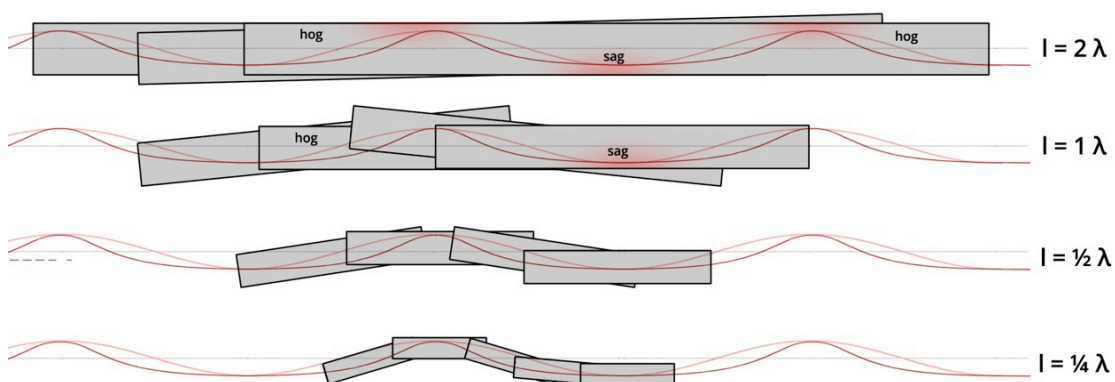 hog
hog
sag
l = 2 λ
hog
sag
l = 1 λ
l = ½ λ
l = ¼ λ